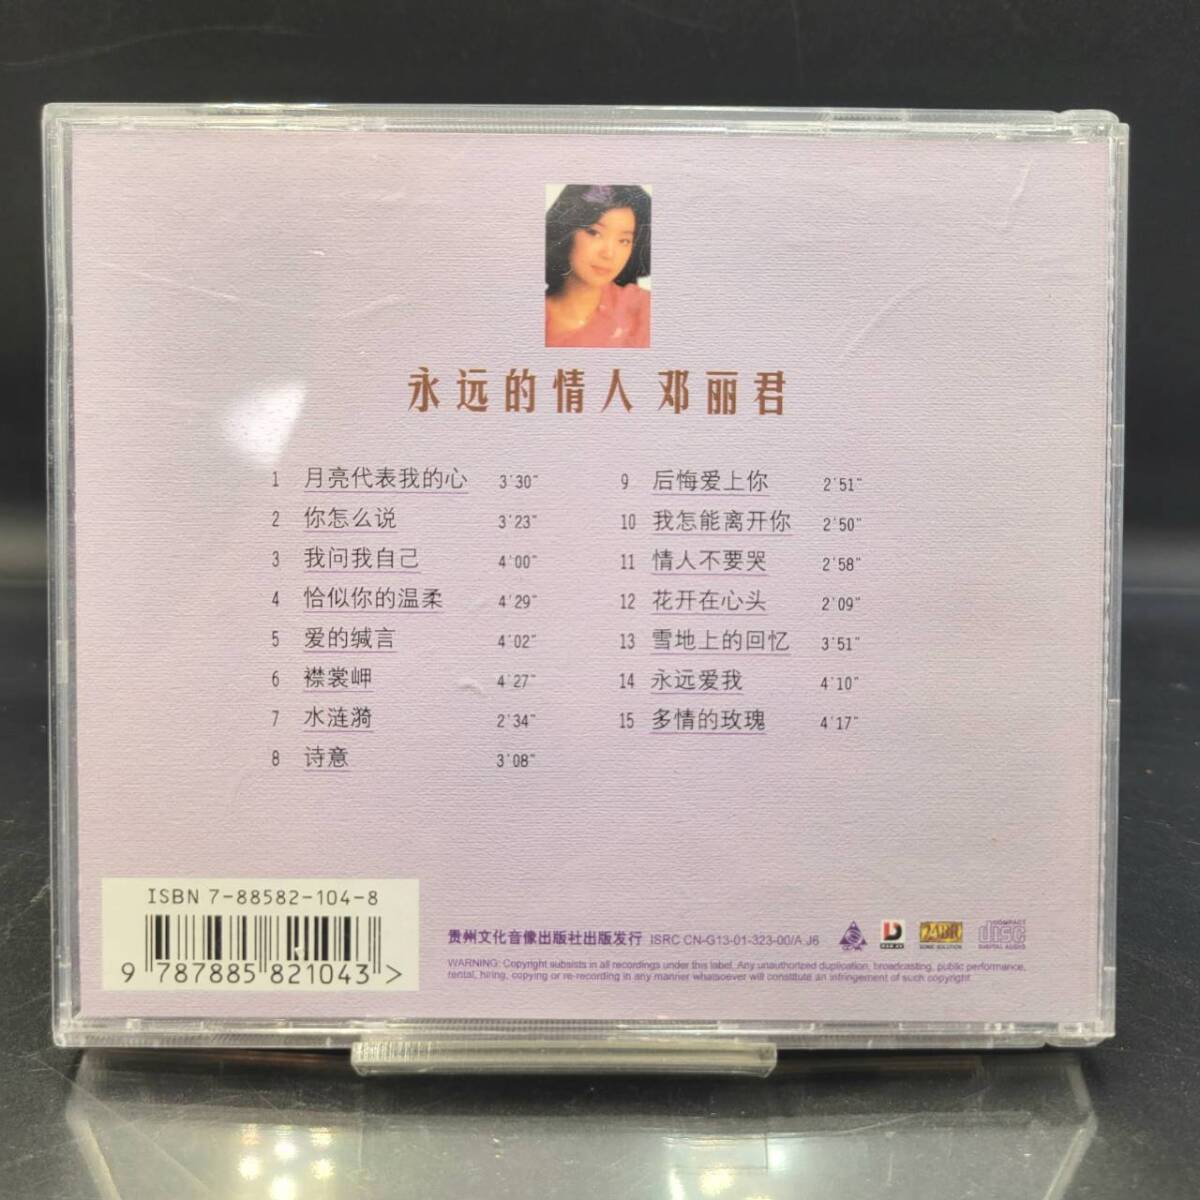 永远的情人 邓丽君
1 月亮代表我的心 3'30"
2 你怎么说 3'23"
3 我问我自己 4'00"
4 恰似你的温柔 4'29"
5 爱的缄言 4'02"
6 襟裳岬 4'27"
7 水涟漪 2'34"
8 诗意 3'08"
9 后悔爱上你 2'51"
10 我怎能离开你 2'50"
11 情人不要哭 2'58"
12 花开在心头 2'09"
13 雪地上的回忆 3'51"
14 永远爱我 4'10"
15 多情的玫瑰 4'17"
ISBN 7-88582-104-8
9 787885 821043 >
贵州文化音像出版社出版发行 ISRC CN-G13-01-323-00/A.J6
24Bit
SONIC SOLUTION
COMPACT
disc
DIGITAL AUDIO
WARNING: Copyright subsists in all recordings under this label. Any unauthorized duplication, broadcasting, public performance,
rental, hiring, copying or re-recording in any manner whatsoever will constitute an infringement of such copyright